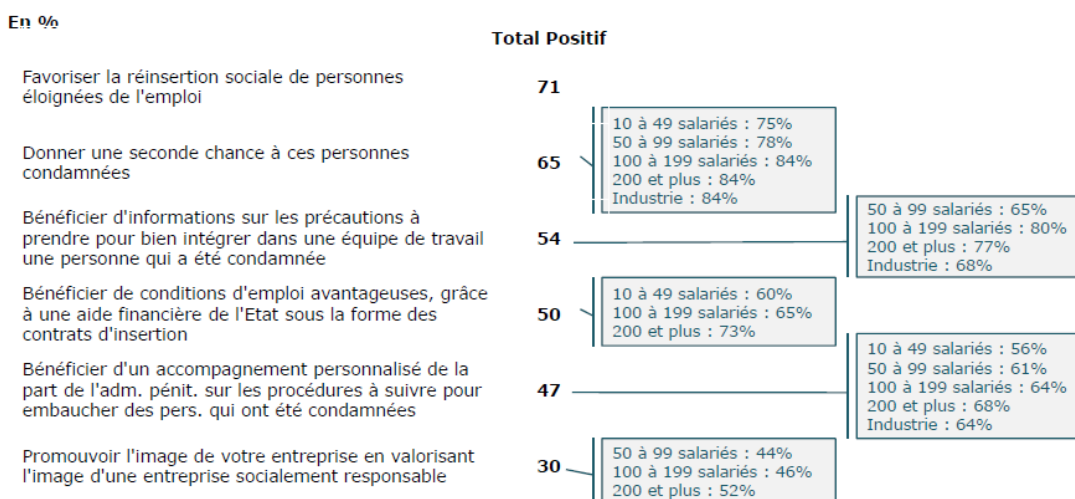 En %
Total Positif
Favoriser la réinsertion sociale de personnes
éloignées de l'emploi
71
Donner une seconde chance à ces personnes
condamnées
65
10 à 49 salariés : 75%
50 à 99 salariés : 78%
100 à 199 salariés : 84%
200 et plus : 84%
Industrie : 84%
Bénéficier d'informations sur les précautions à
prendre pour bien intégrer dans une équipe de travail
une personne qui a été condamnée
54
50 à 99 salariés : 65%
100 à 199 salariés : 80%
200 et plus : 77%
Industrie : 68%
Bénéficier de conditions d'emploi avantageuses, grâce
à une aide financière de l'Etat sous la forme des
contrats d'insertion
50
10 à 49 salariés : 60%
100 à 199 salariés : 65%
200 et plus : 73%
Bénéficier d'un accompagnement personnalisé de la
part de l'adm. pénit. sur les procédures à suivre pour
embaucher des pers. qui ont été condamnées
47
10 à 49 salariés : 56%
50 à 99 salariés : 61%
100 à 199 salariés : 64%
200 et plus : 68%
Industrie : 64%
Promouvoir l'image de votre entreprise en valorisant
l'image d'une entreprise socialement responsable
30
50 à 99 salariés : 44%
100 à 199 salariés : 46%
200 et plus : 52%